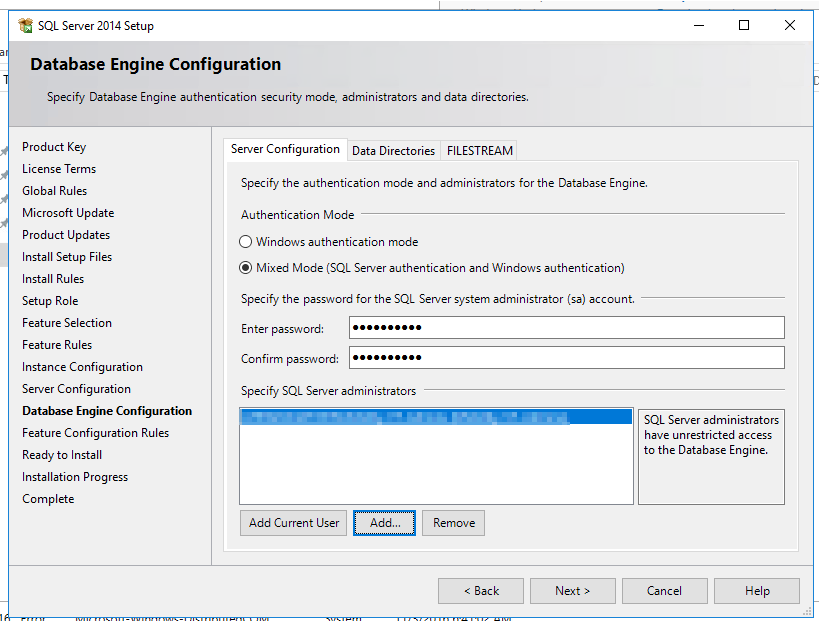 SQL Server 2014 Setup
Database Engine Configuration
Specify Database Engine authentication security mode, administrators and data directories.
Product Key
License Terms
Global Rules
Microsoft Update
Product Updates
Install Setup Files
Install Rules
Setup Role
Feature Selection
Feature Rules
Instance Configuration
Server Configuration
Database Engine Configuration
Feature Configuration Rules
Ready to Install
Installation Progress
Complete
Server Configuration Data Directories FILESTREAM
Specify the authentication mode and administrators for the Database Engine.
Authentication Mode
Windows authentication mode
Mixed Mode (SQL Server authentication and Windows authentication)
Specify the password for the SQL Server system administrator (sa) account.
Enter password: ●●●●●●●●●●
Confirm password: ●●●●●●●●●●
Specify SQL Server administrators
SQL Server administrators
have unrestricted access
to the Database Engine.
Add Current User Add... Remove
< Back Next > Cancel Help